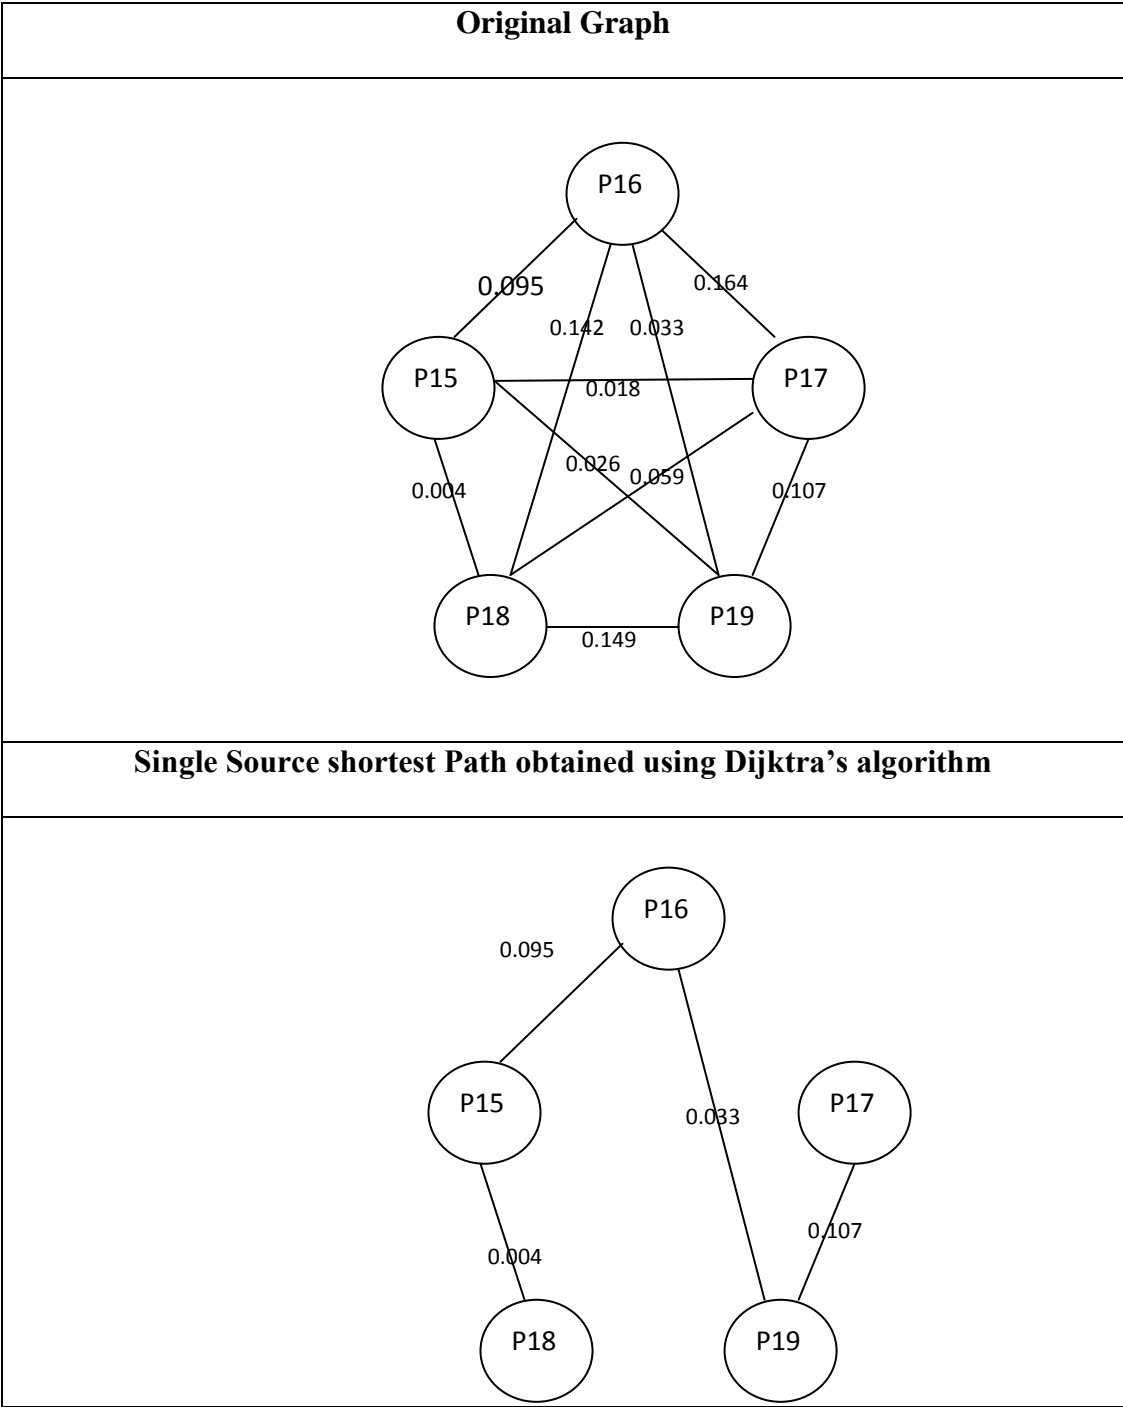 Original Graph
P16
0.095
0.164
0.142 0.033
P15
P17
0.018
0.026
0.059
0.004
0.107
P18
P19
0.149
Single Source shortest Path obtained using Dijktra’s algorithm
P16
0.095
P15
P17
0.033
0.107
0.004
P18
P19